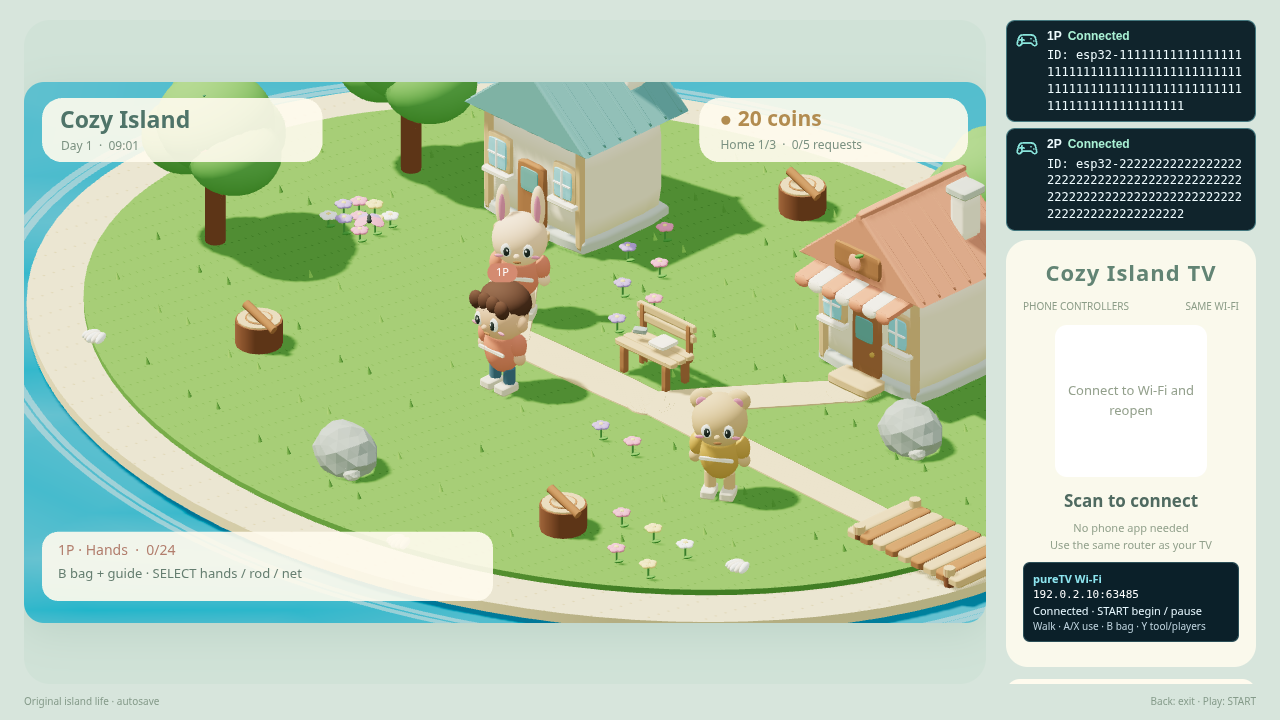 Cozy Island
Day 1 · 09:01
● 20 coins
Home 1/3 · 0/5 requests
1P
1P · Hands · 0/24
B bag + guide · SELECT hands / rod / net
1P Connected
ID: esp32-11111111111111111
111111111111111111111111111
111111111111111111111111111
1111111111111111111
2P Connected
ID: esp32-22222222222222222
222222222222222222222222222
222222222222222222222222222
2222222222222222222
Cozy Island TV
PHONE CONTROLLERS SAME WI-FI
Connect to Wi-Fi and
reopen
Scan to connect
No phone app needed
Use the same router as your TV
pureTV Wi-Fi
192.0.2.10:63485
Connected · START begin / pause
Walk · A/X use · B bag · Y tool/players
Original island life · autosave
Back: exit · Play: START